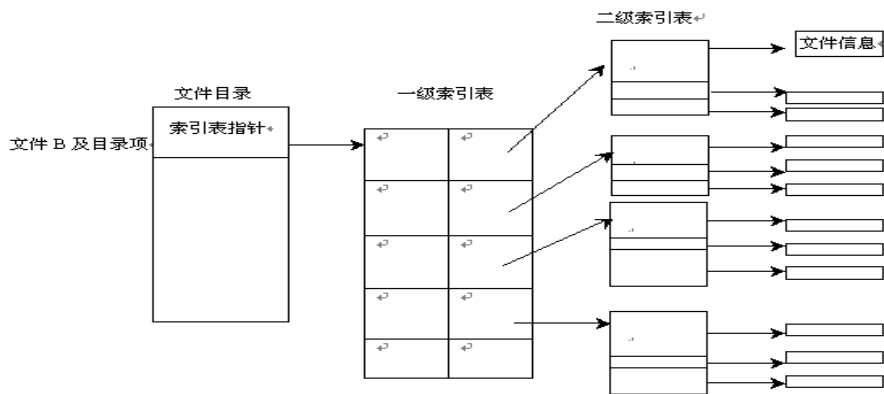 二级索引表
文件信息
文件目录
一级索引表
索引表指针
文件 B 及目录项